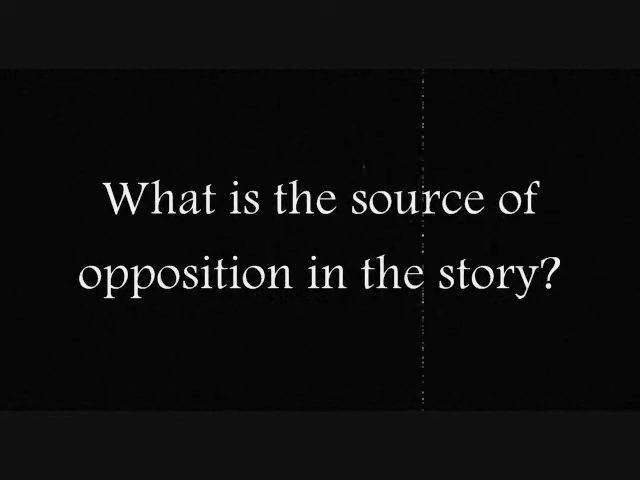 What is the source of
opposition in the story?